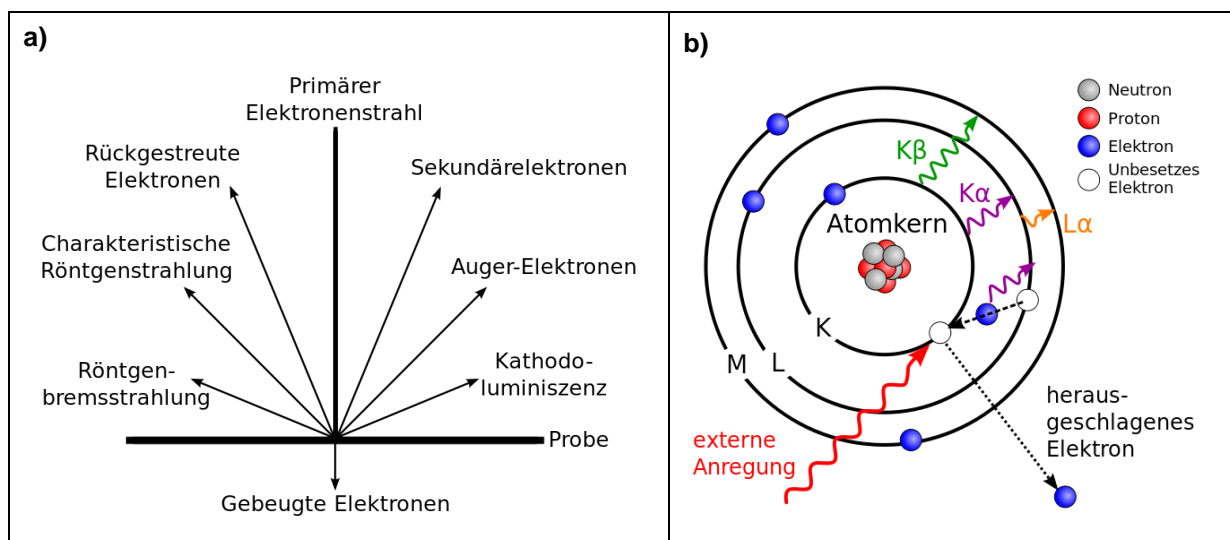 a)
Primärer
Elektronenstrahl
Rückgestreute
Elektronen
Sekundärelektronen
Charakteristische
Röntgenstrahlung
Auger-Elektronen
Röntgen-
bremsstrahlung
Kathodo-
luminiszenz
Probe
Gebeugte Elektronen
b)
Neutron
Proton
Elektron
Unbesetzes
Elektron
Kβ
Kα
Lα
Atomkern
K
L
M
externe
Anregung
heraus-
geschlagenes
Elektron